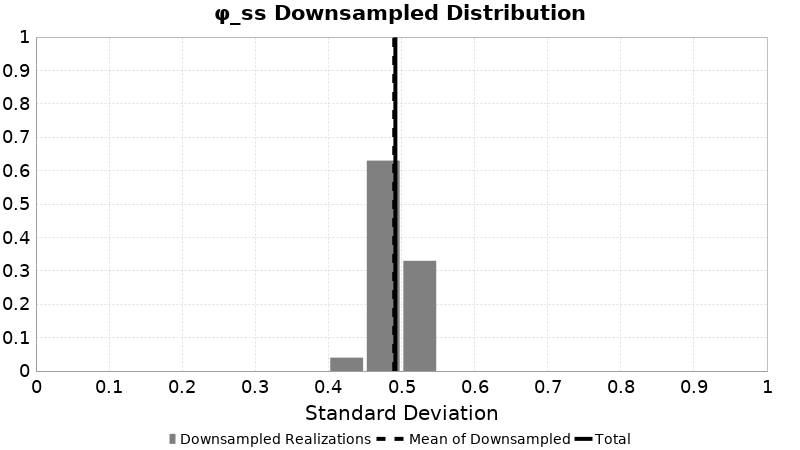 φ_ss Downsampled Distribution
1
0.9
0.8
0.7
0.6
0.5
0.4
0.3
0.2
0.1
0
0 0.1 0.2 0.3 0.4 0.5 0.6 0.7 0.8 0.9 1
Standard Deviation
Downsampled Realizations Mean of Downsampled Total